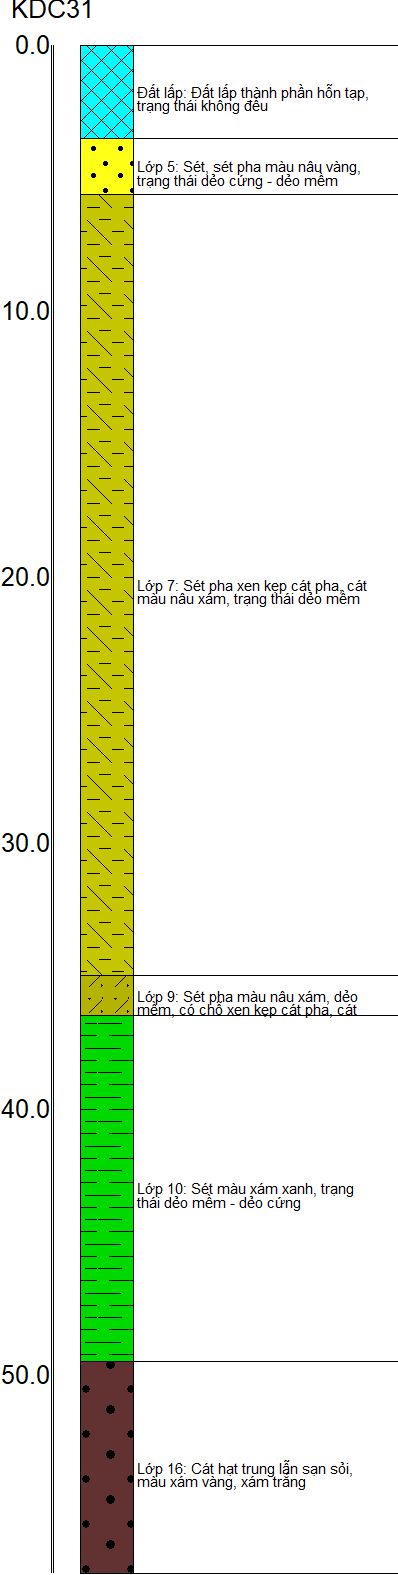 KDC31
0.0
Đất lấp: Đất lấp thành phần hỗn tạp,
trạng thái không đều
Lớp 5: Sét, sét pha màu nâu vàng,
trạng thái dẻo cứng - dẻo mềm
10.0
20.0
Lớp 7: Sét pha xen kẹp cát pha, cát
màu nâu xám, trạng thái dẻo mềm
30.0
Lớp 9: Sét pha màu nâu xám, dẻo
mềm, có chỗ xen kẹp cát pha, cát
40.0
Lớp 10: Sét màu xám xanh, trạng
thái dẻo mềm - dẻo cứng
50.0
Lớp 16: Cát hạt trung lẫn sạn sỏi,
màu xám vàng, xám trắng